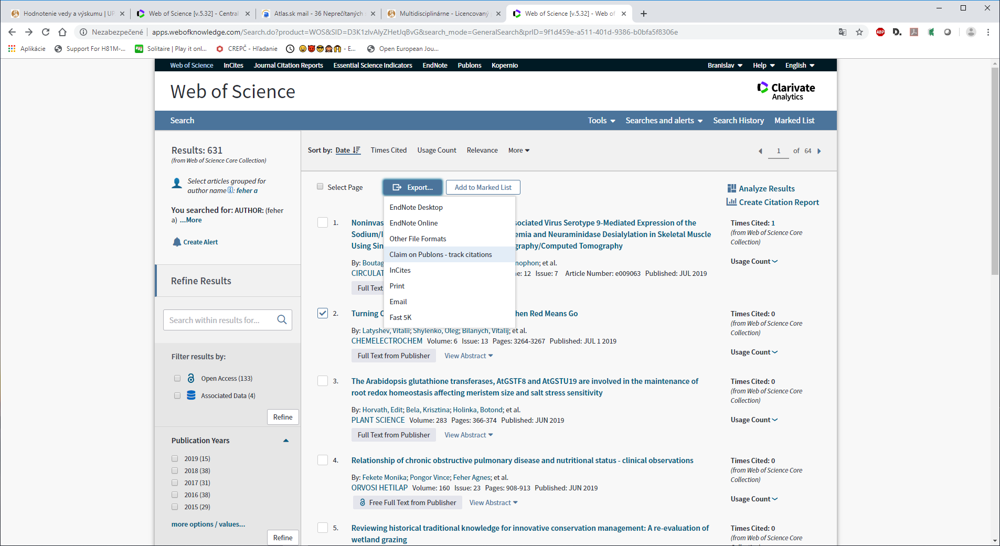 Hodnotenie vedy a výskumu | UP
Web of Science [v.5.32] - Central
Atlas.sk mail - 36 Neprečítaných
Multidisciplinárne - Licencovaný
Web of Science [v.5.32] - Web of
Nezabezpečené
apps.webofknowledge.com/Search.do?product=WOS&SID=D3K1zlvAlyZHetJqBvG&search_mode=GeneralSearch&prID=9f1d459e-a511-401d-9386-b0bfa5f8306e
Aplikácie
Support For H81M-...
Solitaire | Play it onl...
CREPČ - Hľadanie
- E...
Open European Jou...
Web of Science InCites Journal Citation Reports Essential Science Indicators EndNote Publons Kopernio
Branislav Help English
Web of Science
Clarivate
Analytics
Search
Tools Searches and alerts Search History Marked List
Results: 631
(from Web of Science Core Collection)
Select articles grouped for
author name : feher a
You searched for: AUTHOR: (feher
a) ...More
Create Alert
Refine Results
Search within results for...
Filter results by:
Open Access (133)
Associated Data (4)
Refine
Publication Years
2019 (15)
2018 (38)
2017 (31)
2016 (38)
2015 (29)
more options / values...
Refine
Sort by: Date Times Cited Usage Count Relevance More
1 of 64
Select Page
Export...
Add to Marked List
EndNote Desktop
EndNote Online
Other File Formats
Claim on Publons - track citations
InCites
Print
Email
Fast 5K
Analyze Results
Create Citation Report
1.
Noninvas sociated Virus Serotype 9-Mediated Expression of the
Sodium/I emia and Neuraminidase Desialylation in Skeletal Muscle
Using Sin graphy/Computed Tomography
By: Boutag nophon; et al.
CIRCULAT e: 12 Issue: 7 Article Number: e009063 Published: JUL 2019
Full Text
Times Cited: 1
(from Web of Science Core
Collection)
Usage Count
2.
Turning C hen Red Means Go
By: Latyshev, Vitalii; Shylenko, Oleg; Bilanych, Vitalij; et al.
CHEMELECTROCHEM Volume: 6 Issue: 13 Pages: 3264-3267 Published: JUL 1 2019
Full Text from Publisher View Abstract
Times Cited: 0
(from Web of Science Core
Collection)
Usage Count
3.
The Arabidopsis glutathione transferases, AtGSTF8 and AtGSTU19 are involved in the maintenance of
root redox homeostasis affecting meristem size and salt stress sensitivity
By: Horvath, Edit; Bela, Krisztina; Holinka, Botond; et al.
PLANT SCIENCE Volume: 283 Pages: 366-374 Published: JUN 2019
Full Text from Publisher View Abstract
Times Cited: 0
(from Web of Science Core
Collection)
Usage Count
4.
Relationship of chronic obstructive pulmonary disease and nutritional status - clinical observations
By: Fekete Monika; Pongor Vince; Feher Agnes; et al.
ORVOSI HETILAP Volume: 160 Issue: 23 Pages: 908-913 Published: JUN 2019
Free Full Text from Publisher View Abstract
Times Cited: 0
(from Web of Science Core
Collection)
Usage Count
5.
Reviewing historical traditional knowledge for innovative conservation management: A re-evaluation of
wetland grazing
Times Cited: 0
(from Web of Science Core